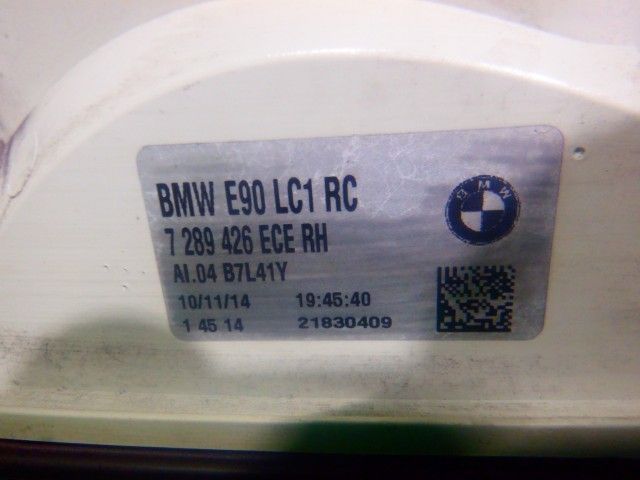 BMW E90 LC1 RC
BMW
7 289 426 ECE RH
AI.04 B7L41Y
10/11/14 19:45:40
1 45 14 21830409